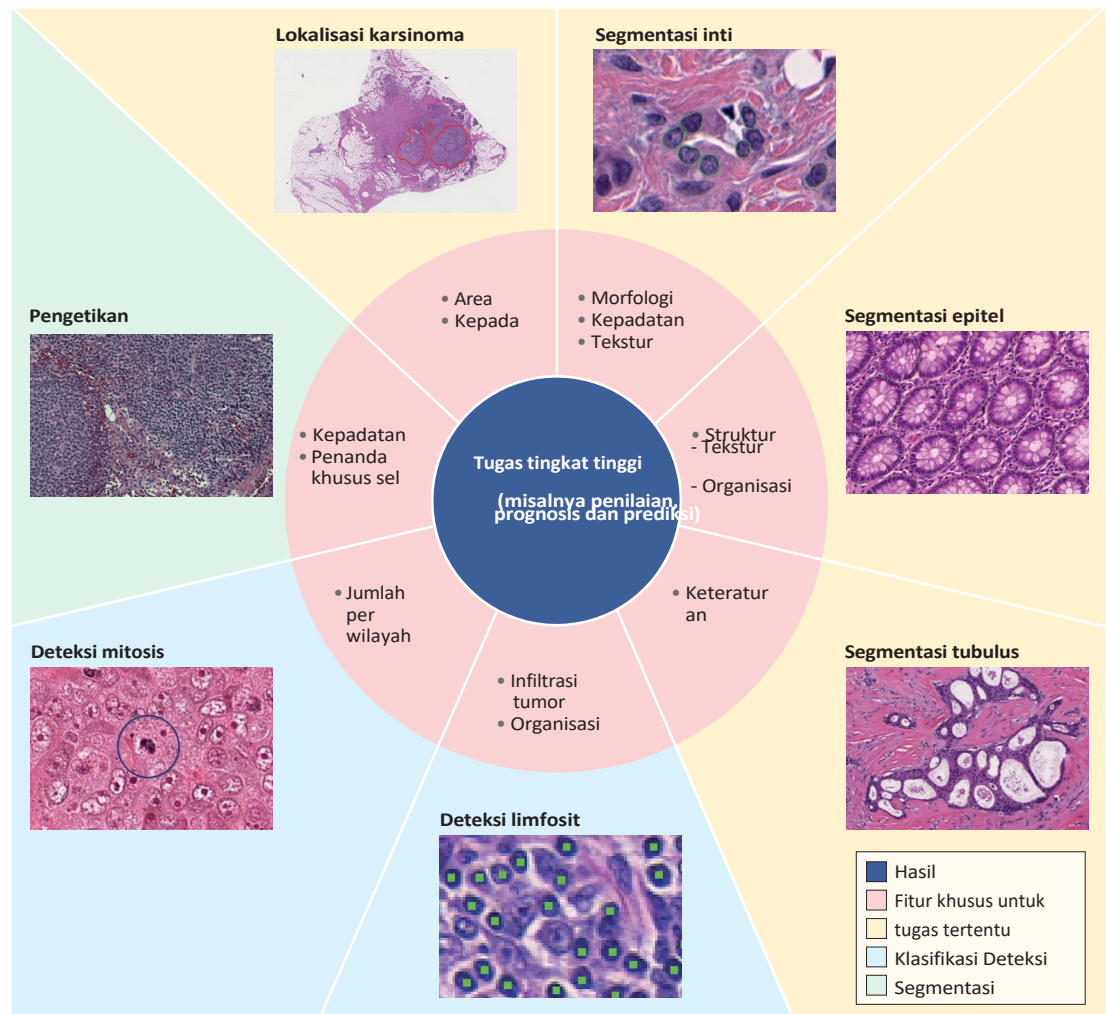 Lokalisasi karsinoma
Segmentasi inti
• Area
• Kepada
• Morfologi
• Kepadatan
• Tekstur
Pengetikan
Segmentasi epitel
• Kepadatan
• Penanda
khusus sel
• Struktur
- Tekstur
- Organisasi
Tugas tingkat tinggi
(misalnya penilaian,
prognosis dan prediksi)
• Jumlah
per
wilayah
• Keteratur
an
Deteksi mitosis
Segmentasi tubulus
• Infiltrasi
tumor
• Organisasi
Deteksi limfosit
Hasil
Fitur khusus untuk
tugas tertentu
Klasifikasi Deteksi
Segmentasi